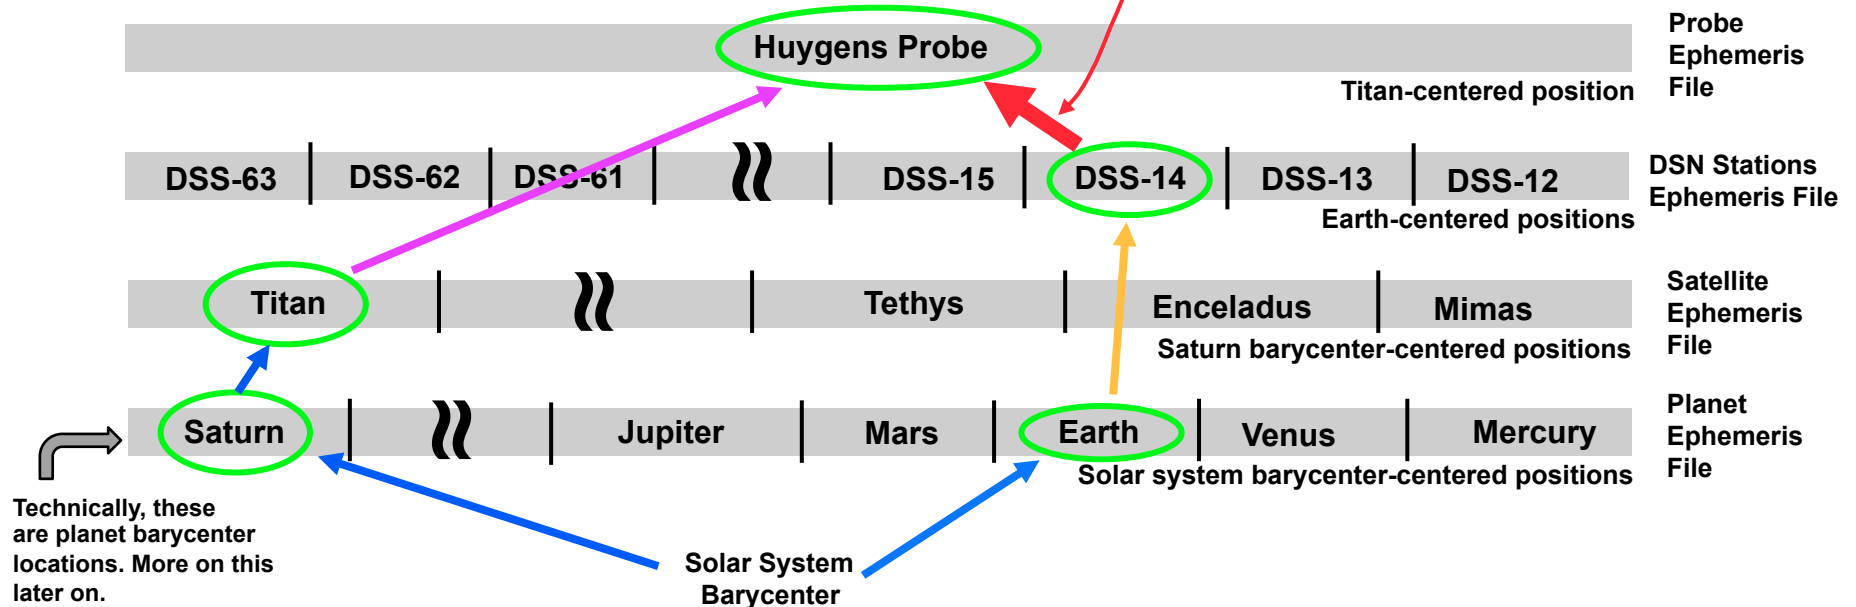 Huygens Probe
Probe
Ephemeris
File
Titan-centered position
DSS-63 DSS-62 DSS-61 DSS-15 DSS-14 DSS-13 DSS-12
DSN Stations
Ephemeris File
Earth-centered positions
Titan Tethys Enceladus Mimas
Satellite
Ephemeris
File
Saturn barycenter-centered positions
Saturn Jupiter Mars Earth Venus Mercury
Planet
Ephemeris
File
Solar system barycenter-centered positions
Technically, these
are planet barycenter
locations. More on this
later on.
Solar System
Barycenter